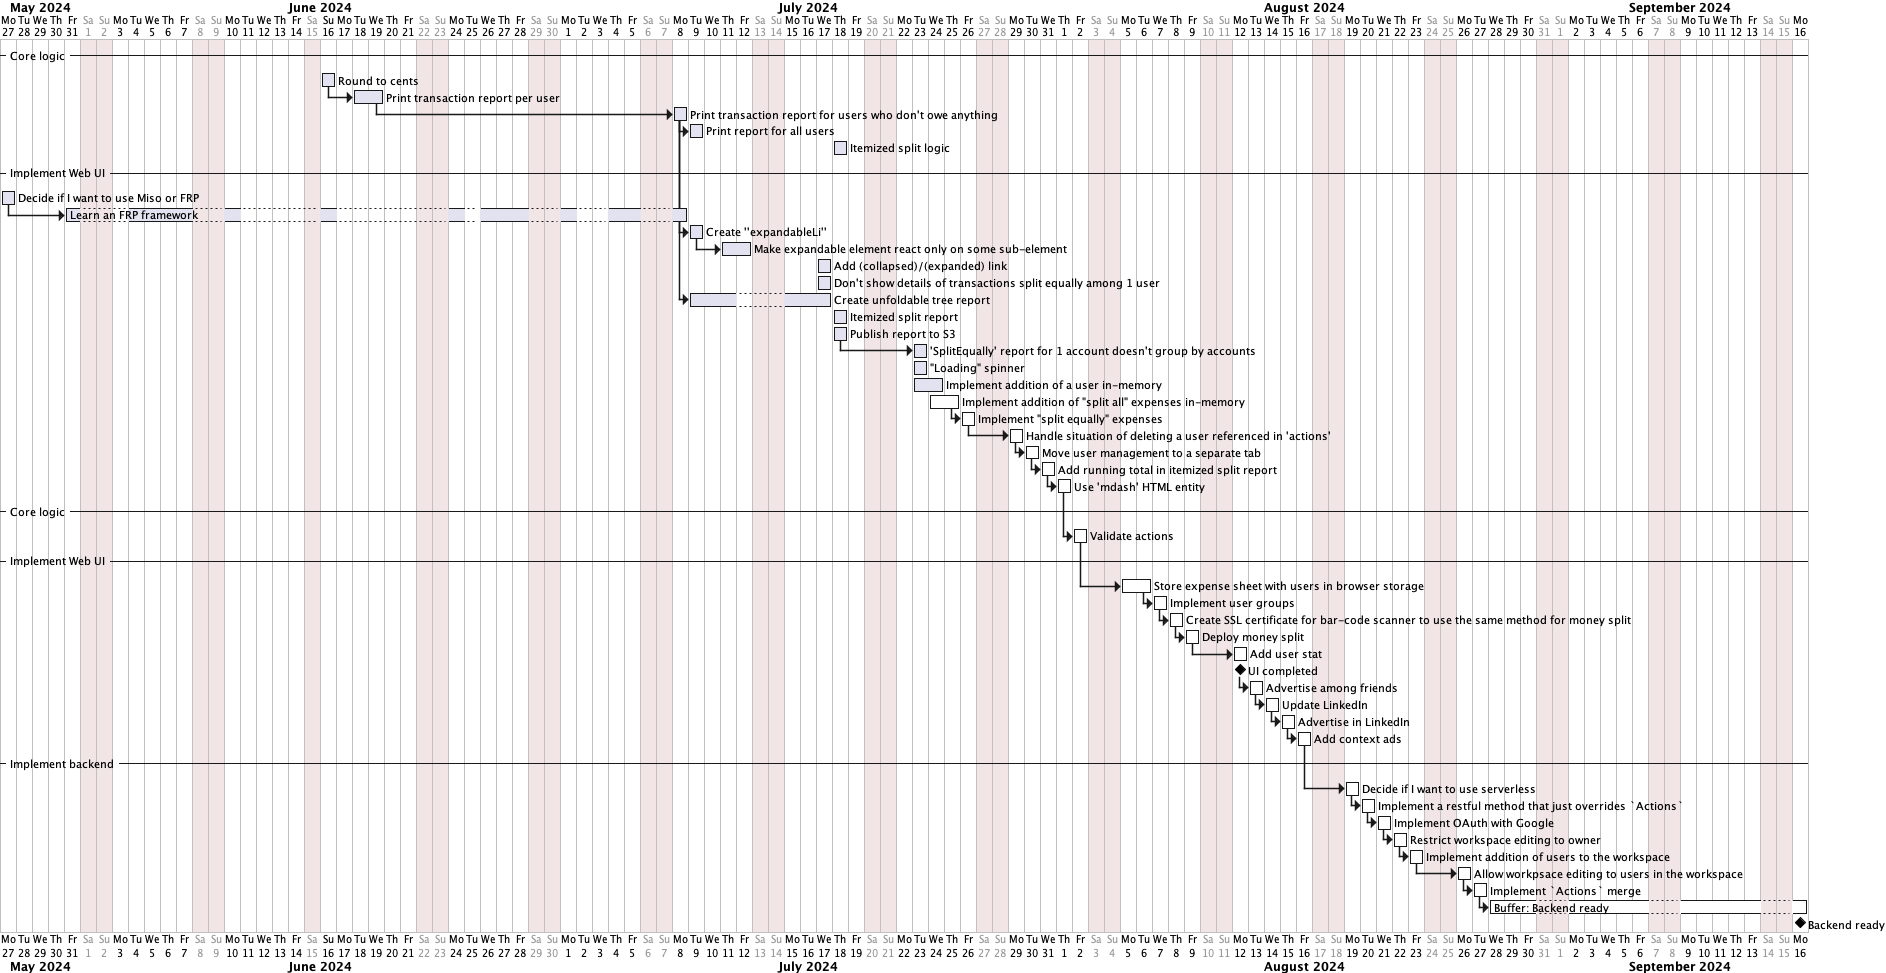 May 2024 June 2024 July 2024 August 2024 September 2024
Mo Tu We Th Fr Sa Su Mo Tu We Th Fr Sa Su Mo Tu We Th Fr Sa Su Mo Tu We Th Fr Sa Su Mo Tu We Th Fr Sa Su Mo Tu We Th Fr Sa Su Mo Tu We Th Fr Sa Su Mo Tu We Th Fr Sa Su Mo Tu We Th Fr Sa Su Mo Tu We Th Fr Sa Su Mo Tu We Th Fr Sa Su Mo Tu We Th Fr Sa Su Mo Tu We Th Fr Sa Su Mo Tu We Th Fr Sa Su Mo Tu We Th Fr Sa Su Mo Tu We Th Fr Sa Su Mo
27 28 29 30 31 1 2 3 4 5 6 7 8 9 10 11 12 13 14 15 16 17 18 19 20 21 22 23 24 25 26 27 28 29 30 1 2 3 4 5 6 7 8 9 10 11 12 13 14 15 16 17 18 19 20 21 22 23 24 25 26 27 28 29 30 31 1 2 3 4 5 6 7 8 9 10 11 12 13 14 15 16 17 18 19 20 21 22 23 24 25 26 27 28 29 30 31 1 2 3 4 5 6 7 8 9 10 11 12 13 14 15 16
Core logic
Round to cents
Print transaction report per user
Print transaction report for users who don't owe anything
Print report for all users
Itemized split logic
Implement Web UI
Decide if I want to use Miso or FRP
Learn an FRP framework
Create "expandableLi"
Make expandable element react only on some sub-element
Add (collapsed)/(expanded) link
Don't show details of transactions split equally among 1 user
Create unfoldable tree report
Itemized split report
Publish report to S3
'SplitEqually' report for 1 account doesn't group by accounts
"Loading" spinner
Implement addition of a user in-memory
Implement addition of "split all" expenses in-memory
Implement "split equally" expenses
Handle situation of deleting a user referenced in 'actions'
Move user management to a separate tab
Add running total in itemized split report
Use 'mdash' HTML entity
Core logic
Validate actions
Implement Web UI
Store expense sheet with users in browser storage
Implement user groups
Create SSL certificate for bar-code scanner to use the same method for money split
Deploy money split
Add user stat
UI completed
Advertise among friends
Update LinkedIn
Advertise in LinkedIn
Add context ads
Implement backend
Decide if I want to use serverless
Implement a restful method that just overrides `Actions`
Implement OAuth with Google
Restrict workspace editing to owner
Implement addition of users to the workspace
Allow workpsace editing to users in the workspace
Implement `Actions` merge
Buffer: Backend ready
Backend ready
Mo Tu We Th Fr Sa Su Mo Tu We Th Fr Sa Su Mo Tu We Th Fr Sa Su Mo Tu We Th Fr Sa Su Mo Tu We Th Fr Sa Su Mo Tu We Th Fr Sa Su Mo Tu We Th Fr Sa Su Mo Tu We Th Fr Sa Su Mo Tu We Th Fr Sa Su Mo Tu We Th Fr Sa Su Mo Tu We Th Fr Sa Su Mo Tu We Th Fr Sa Su Mo Tu We Th Fr Sa Su Mo Tu We Th Fr Sa Su Mo Tu We Th Fr Sa Su Mo Tu We Th Fr Sa Su Mo
27 28 29 30 31 1 2 3 4 5 6 7 8 9 10 11 12 13 14 15 16 17 18 19 20 21 22 23 24 25 26 27 28 29 30 1 2 3 4 5 6 7 8 9 10 11 12 13 14 15 16 17 18 19 20 21 22 23 24 25 26 27 28 29 30 31 1 2 3 4 5 6 7 8 9 10 11 12 13 14 15 16 17 18 19 20 21 22 23 24 25 26 27 28 29 30 31 1 2 3 4 5 6 7 8 9 10 11 12 13 14 15 16
May 2024 June 2024 July 2024 August 2024 September 2024